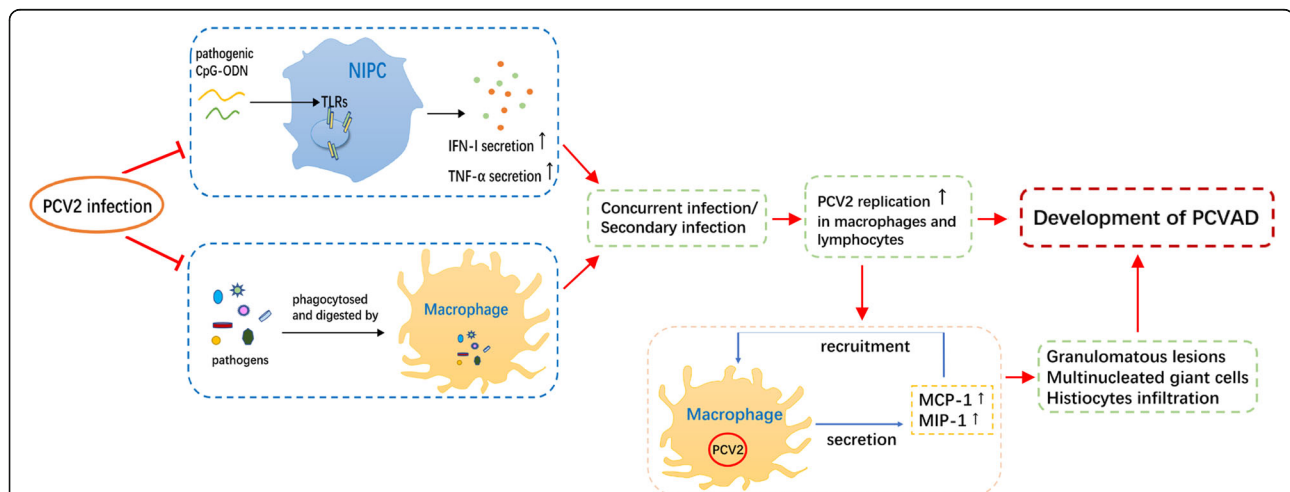 PCV2 infection
pathogenic
CpG-ODN
NIPC
TLRs
IFN-I secretion ↑
TNF-α secretion ↑
pathogens
phagocytosed
and digested by
Macrophage
Concurrent infection/
Secondary infection
PCV2 replication ↑
in macrophages and
lymphocytes
Development of PCVAD
recruitment
Macrophage
PCV2
secretion
MCP-1 ↑
MIP-1 ↑
Granulomatous lesions
Multinucleated giant cells
Histiocytes infiltration